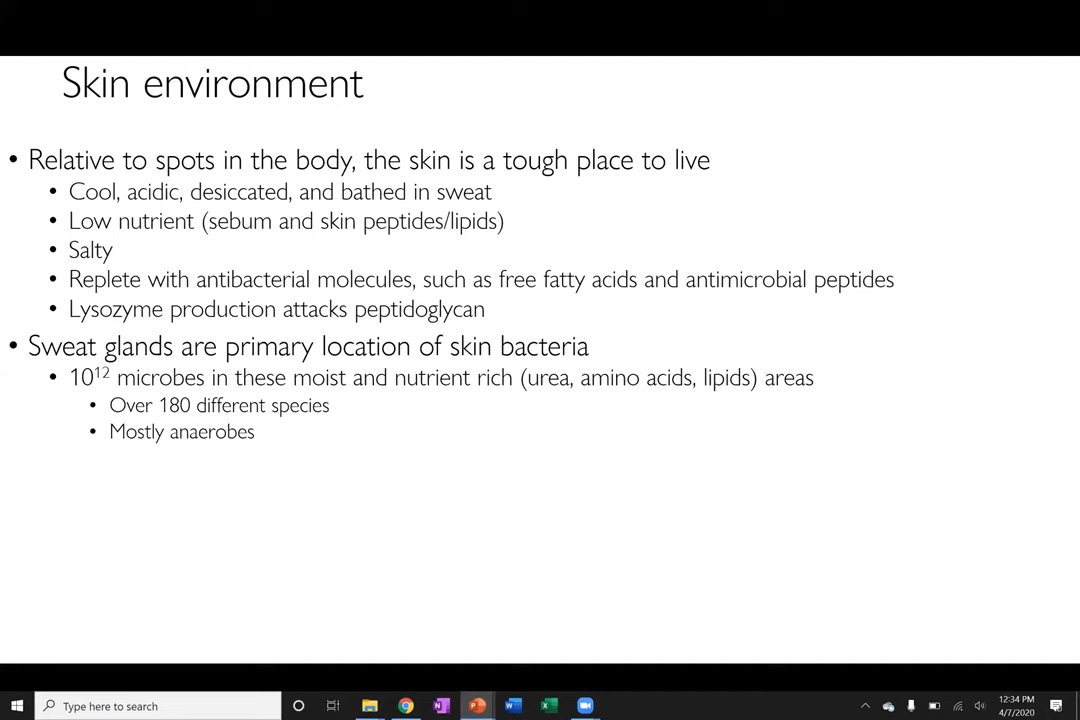 Skin environment
• Relative to spots in the body, the skin is a tough place to live
• Cool, acidic, desiccated, and bathed in sweat
• Low nutrient (sebum and skin peptides/lipids)
• Salty
• Replete with antibacterial molecules, such as free fatty acids and antimicrobial peptides
• Lysozyme production attacks peptidoglycan
• Sweat glands are primary location of skin bacteria
• 10¹² microbes in these moist and nutrient rich (urea, amino acids, lipids) areas
• Over 180 different species
• Mostly anaerobes
Type here to search
12:34 PM
4/7/2020